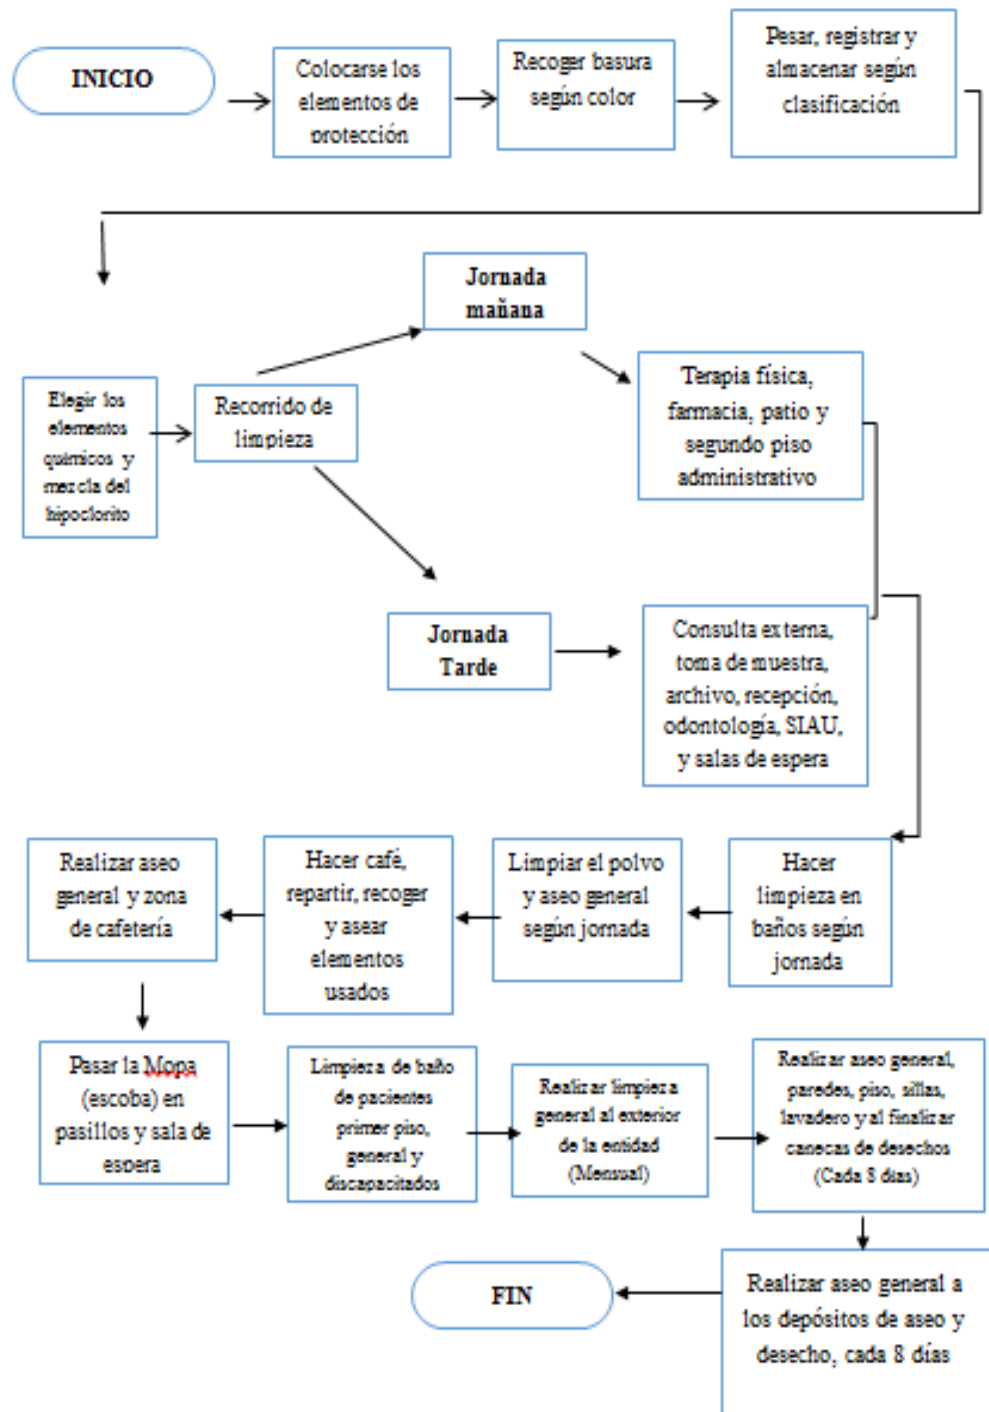 INICIO
Colocarse los
elementos de
protección
Recoger basura
según color
Pesar, registrar y
almacenar según
clasificación
Elegir los
elementos
químicos y
mezcla del
hipoclorito
Recorrido de
limpieza
Jornada
mañana
Terapia física,
farmacia, patio y
segundo piso
administrativo
Jornada
Tarde
Consulta externa,
toma de muestra,
archivo, recepción,
odontología, SIAU,
y salas de espera
Hacer
limpieza en
baños según
jornada
Limpiar el polvo
y aseo general
según jornada
Hacer café,
repartir, recoger
y asear
elementos
usados
Realizar aseo
general y zona
de cafetería
Pasar la Mopa
(escoba) en
pasillos y sala de
espera
Limpieza de baño
de pacientes
primer piso,
general y
discapacitados
Realizar limpieza
general al exterior
de la entidad
(Mensual)
Realizar aseo general,
paredes, piso, sillas,
lavadero y al finalizar
canecas de desechos
(Cada 8 días)
Realizar aseo general a
los depósitos de aseo y
desecho, cada 8 días
FIN